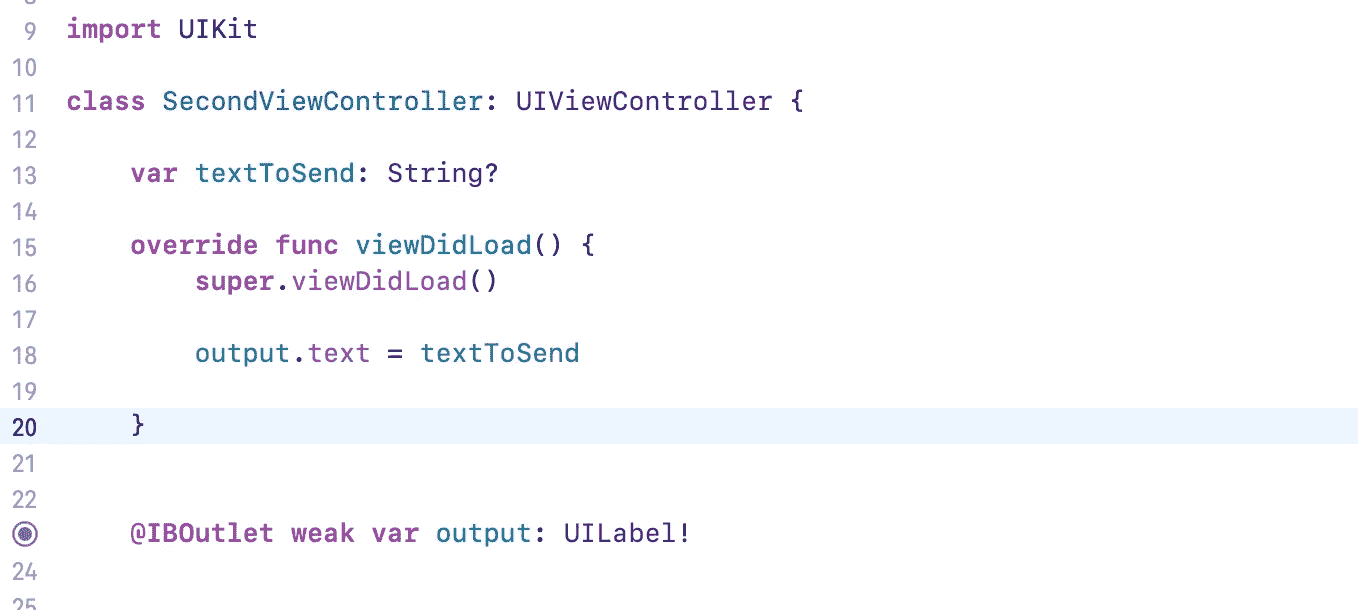 9 import UIKit
10
11 class SecondViewController: UIViewController {
12
13 var textToSend: String?
14
15 override func viewDidLoad() {
16 super.viewDidLoad()
17
18 output.text = textToSend
19
20 }
21
22
@IBOutlet weak var output: UILabel!
24
25